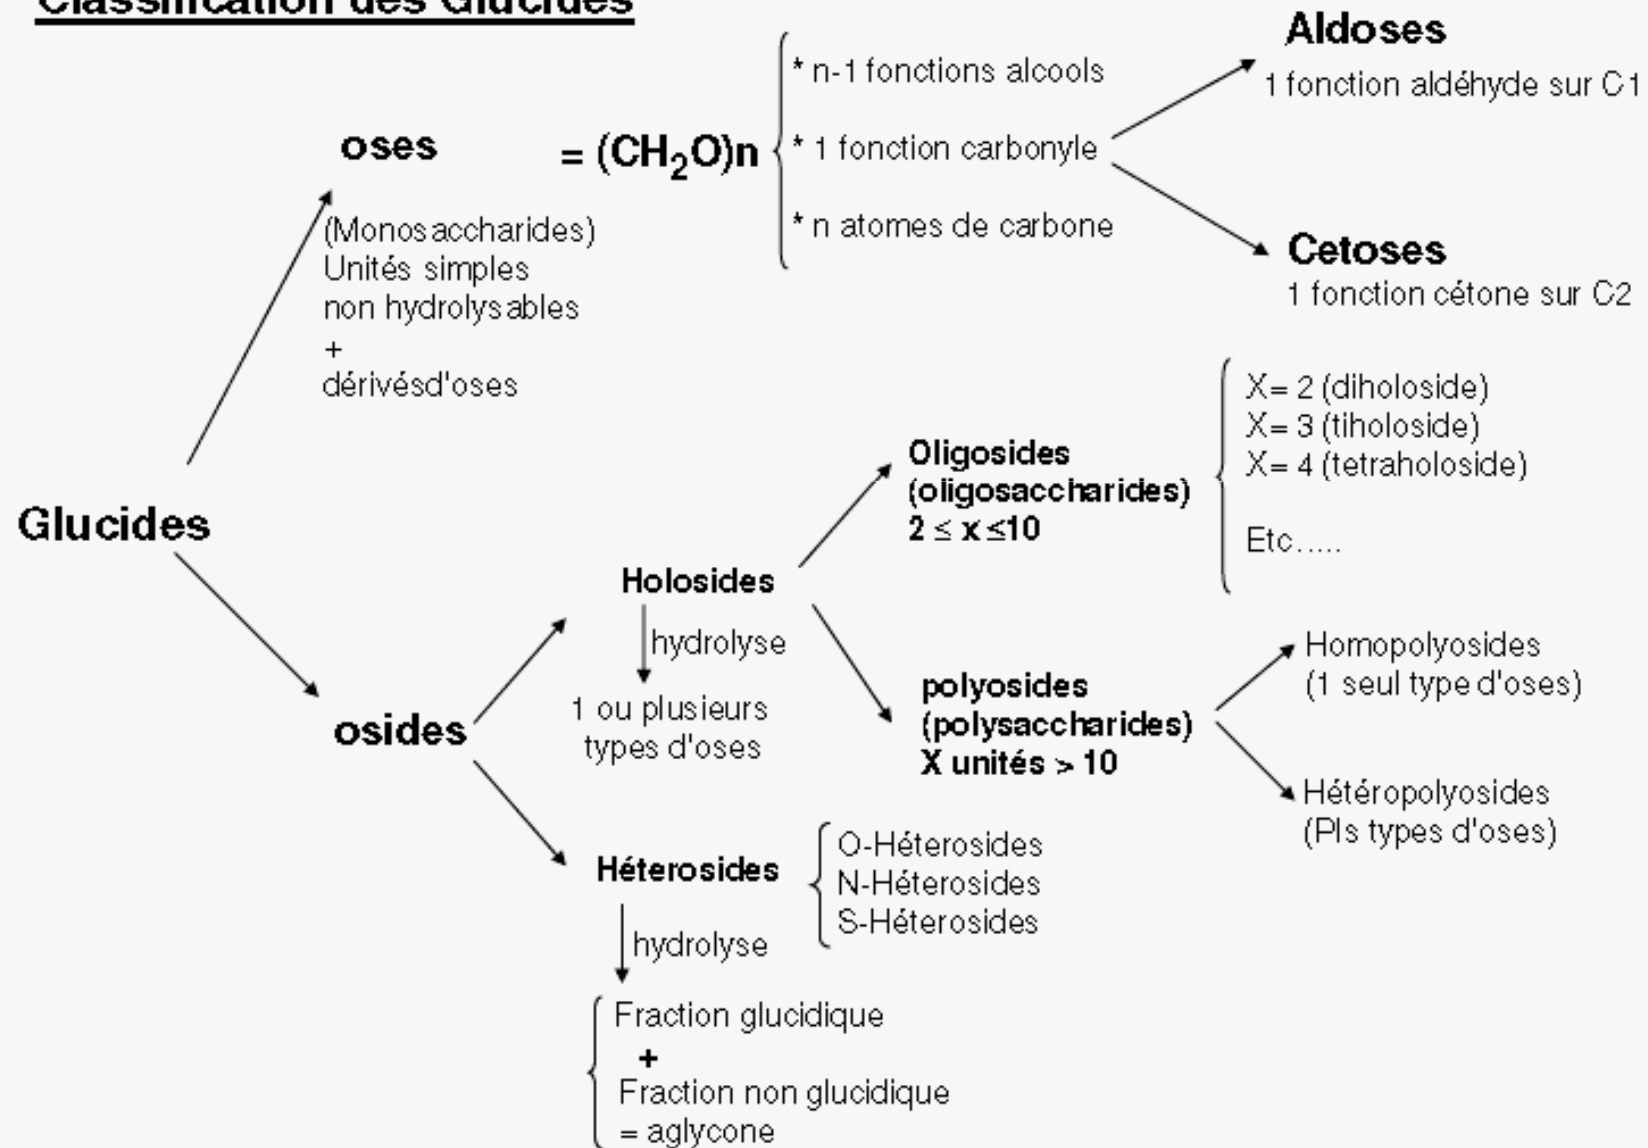 Classification des Glucides
Aldoses
1 fonction aldéhyde sur C1
* n-1 fonctions alcools
oses
= (CH₂O)n
* 1 fonction carbonyle
* n atomes de carbone
(Monosaccharides)
Unités simples
non hydrolysables
+
dérivésd'oses
Cetoses
1 fonction cétone sur C2
X= 2 (diholoside)
X= 3 (tiholoside)
X= 4 (tetraholoside)
Etc.....
Oligosides
(oligosaccharides)
2 ≤ x ≤10
Glucides
Holosides
hydrolyse
1 ou plusieurs
types d'oses
osides
polyosides
(polysaccharides)
X unités > 10
Homopolyosides
(1 seul type d'oses)
Hétéropolyosides
(Pls types d'oses)
Héterosides
O-Héterosides
N-Héterosides
S-Héterosides
hydrolyse
Fraction glucidique
+
Fraction non glucidique
= aglycone